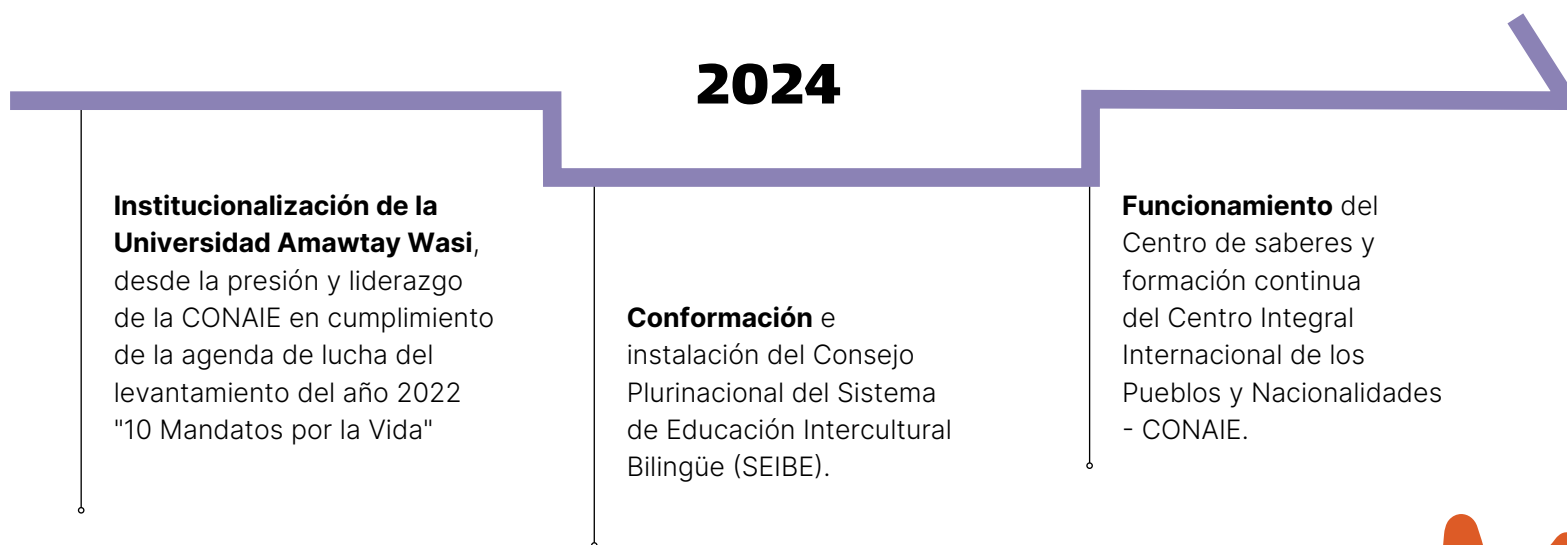 2024
Institucionalización de la
Universidad Amawtay Wasi,
desde la presión y liderazgo
de la CONAIE en cumplimiento
de la agenda de lucha del
levantamiento del año 2022
"10 Mandatos por la Vida"
Conformación e
instalación del Consejo
Plurinacional del Sistema
de Educación Intercultural
Bilingüe (SEIBE).
Funcionamiento del
Centro de saberes y
formación continua
del Centro Integral
Internacional de los
Pueblos y Nacionalidades
- CONAIE.